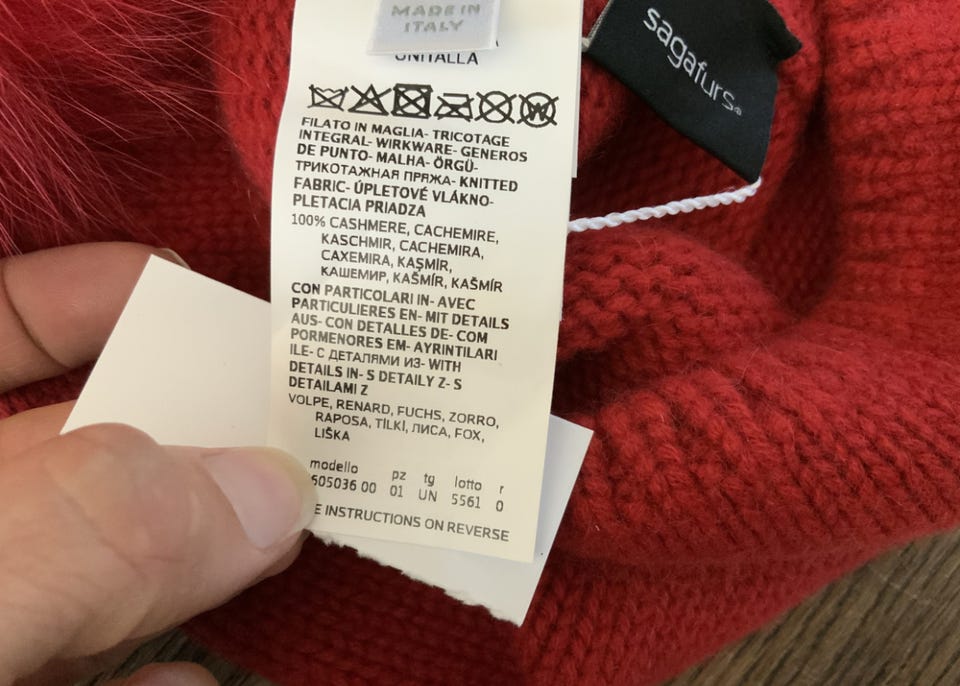 MADE IN
ITALY
UNITALLA
sagafurs®
FILATO IN MAGLIA- TRICOTAGE
INTEGRAL- WIRKWARE- GENEROS
DE PUNTO- MALHA- ÖRGÜ-
ТРИКОТАЖНАЯ ПРЯЖА- KNITTED
FABRIC- ÚPLETOVÉ VLÁKNO-
PLETACIA PRIADZA
100% CASHMERE, CACHEMIRE,
KASCHMIR, CACHEMIRA,
CAXEMIRA, KAŞMIR,
КАШЕМИР, KAŠMÍR, KAŠMÍR
CON PARTICOLARI IN- AVEC
PARTICULIERES EN- MIT DETAILS
AUS- CON DETALLES DE- COM
PORMENORES EM- AYRINTILARI
ILE- С ДЕТАЛЯМИ ИЗ- WITH
DETAILS IN- S DETAILY Z- S
DETAILAMI Z
VOLPE, RENARD, FUCHS, ZORRO,
RAPOSA, TİLKİ, ЛИСА, FOX,
LIŠKA
modello pz tg lotto r
605036 00 01 UN 5561 0
INSTRUCTIONS ON REVERSE